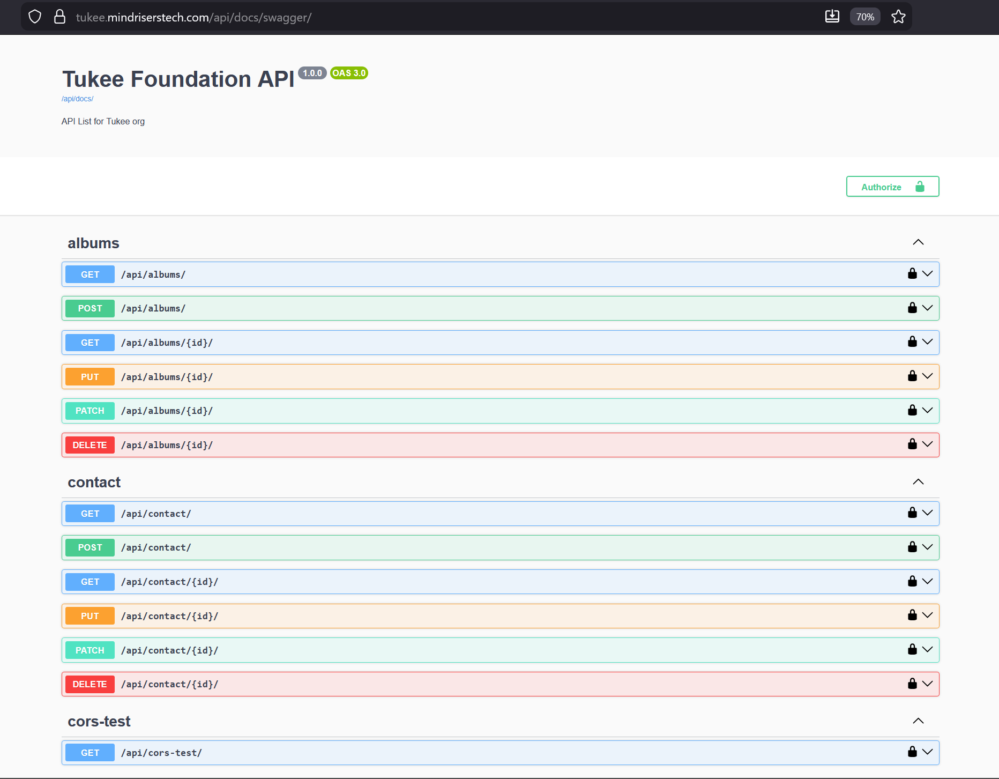 tukee.mindriserstech.com/api/docs/swagger/
70%
Tukee Foundation API 1.0.0 OAS 3.0
/api/docs/
API List for Tukee org
Authorize
albums
GET /api/albums/
POST /api/albums/
GET /api/albums/{id}/
PUT /api/albums/{id}/
PATCH /api/albums/{id}/
DELETE /api/albums/{id}/
contact
GET /api/contact/
POST /api/contact/
GET /api/contact/{id}/
PUT /api/contact/{id}/
PATCH /api/contact/{id}/
DELETE /api/contact/{id}/
cors-test
GET /api/cors-test/